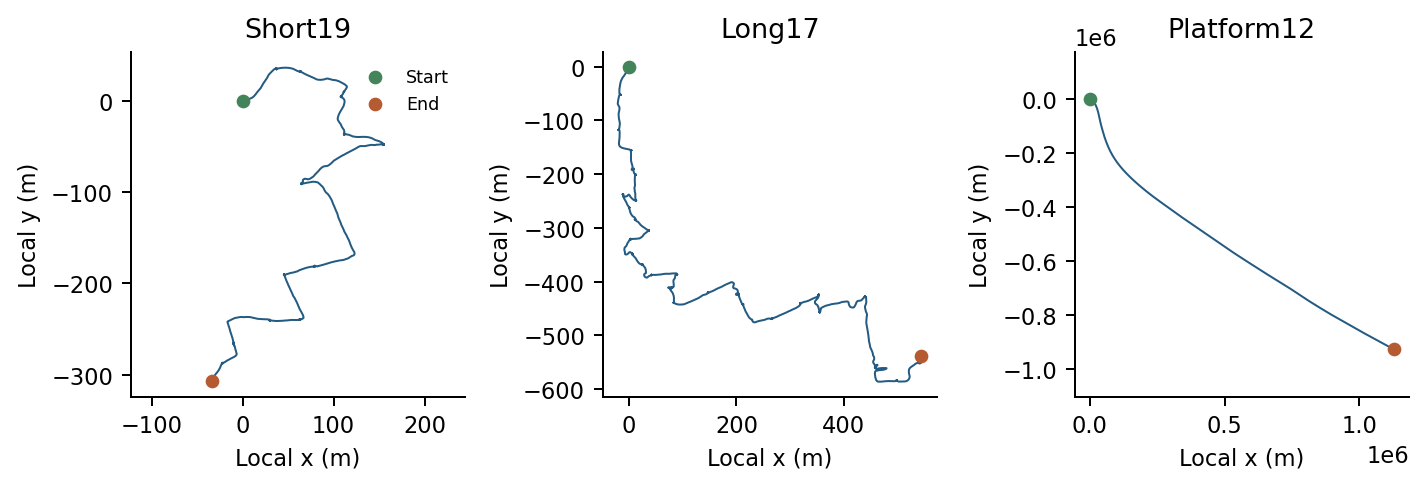 Short19
Long17
Platform12
1e6
Start
End
0
−100
−200
−300
Local y (m)
−100
0
100
200
Local x (m)
0
−100
−200
−300
−400
−500
−600
Local y (m)
0
200
400
Local x (m)
0.0
−0.2
−0.4
−0.6
−0.8
−1.0
Local y (m)
0.0
0.5
1.0
1e6
Local x (m)